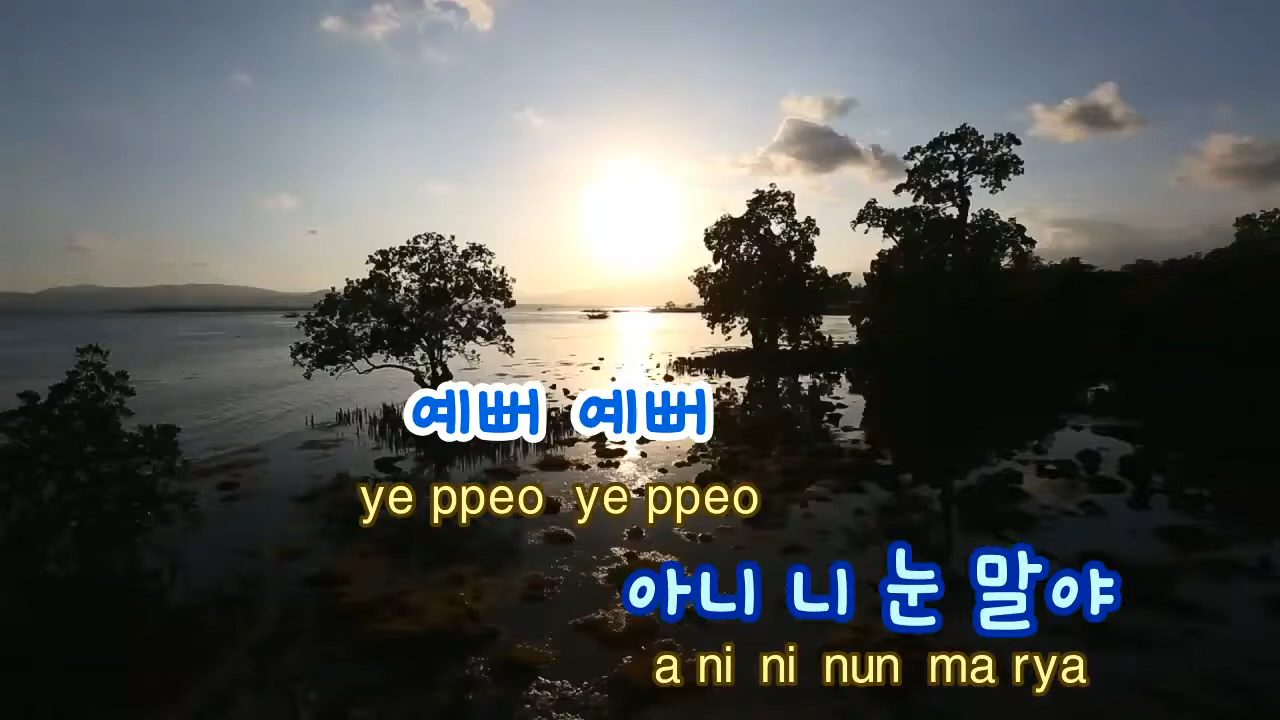 예뻐 예뻐
ye ppeo ye ppeo
아니 니 눈 말야
a ni ni nun ma rya